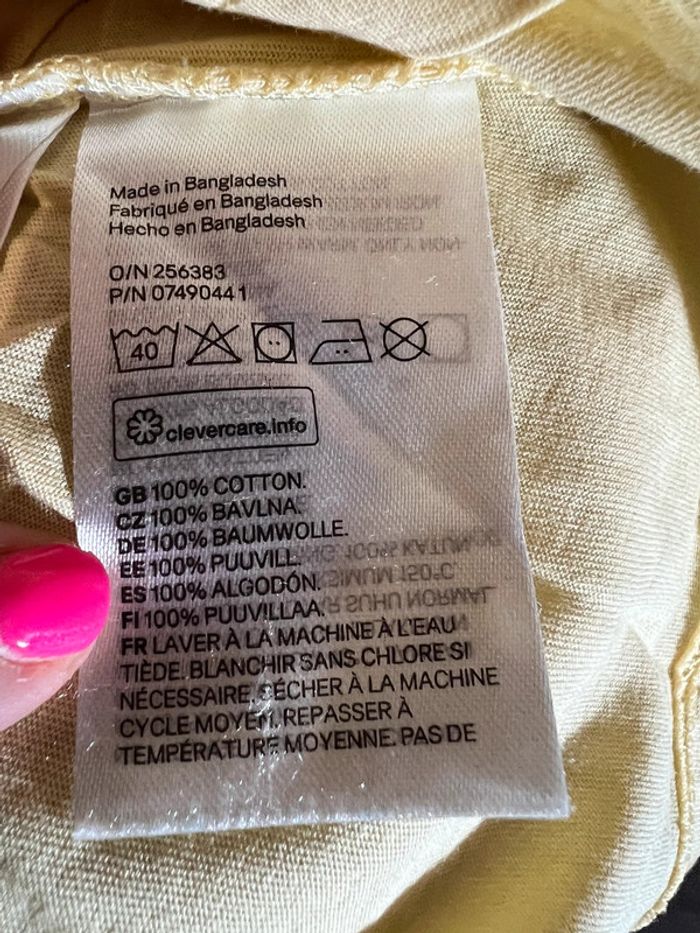 Made in Bangladesh
Fabriqué en Bangladesh
Hecho en Bangladesh
O/N 256383
P/N 07490441
40
clevercare.info
GB 100% COTTON.
CZ 100% BAVLNA.
DE 100% BAUMWOLLE.
EE 100% PUUVILL.
ES 100% ALGODÓN.
FI 100% PUUVILLAA.
FR LAVER À LA MACHINE À L'EAU
TIÈDE. BLANCHIR SANS CHLORE SI
NÉCESSAIRE. SÉCHER À LA MACHINE
CYCLE MOYEN. REPASSER À
TEMPÉRATURE MOYENNE. PAS DE